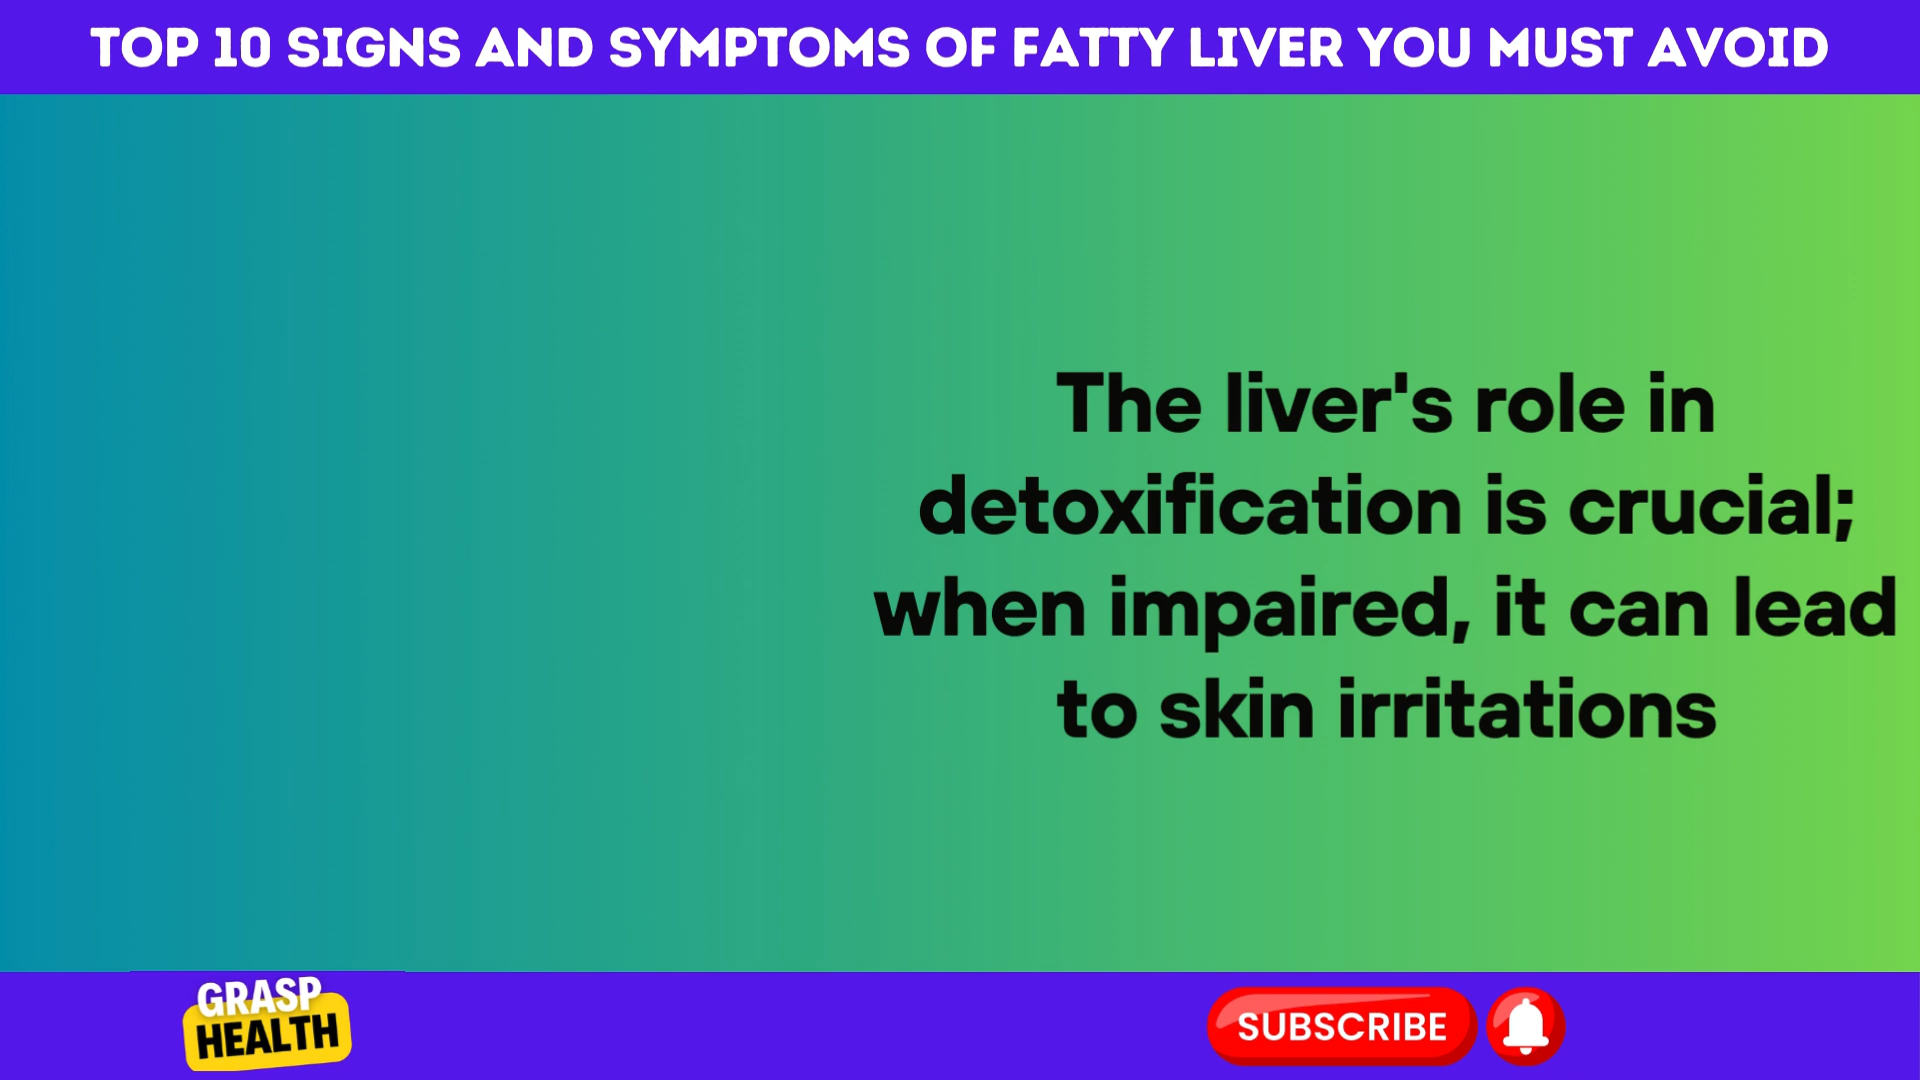 TOP 10 SIGNS AND SYMPTOMS OF FATTY LIVER YOU MUST AVOID
The liver's role in
detoxification is crucial;
when impaired, it can lead
to skin irritations
GRASP
HEALTH
SUBSCRIBE